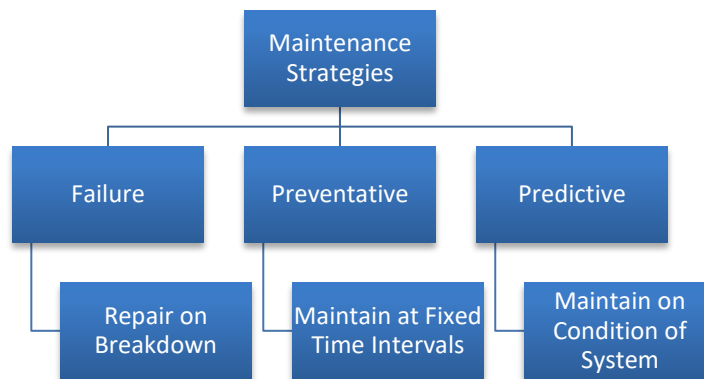 Maintenance
Strategies
Failure
Preventative
Predictive
Repair on
Breakdown
Maintain at Fixed
Time Intervals
Maintain on
Condition of
System